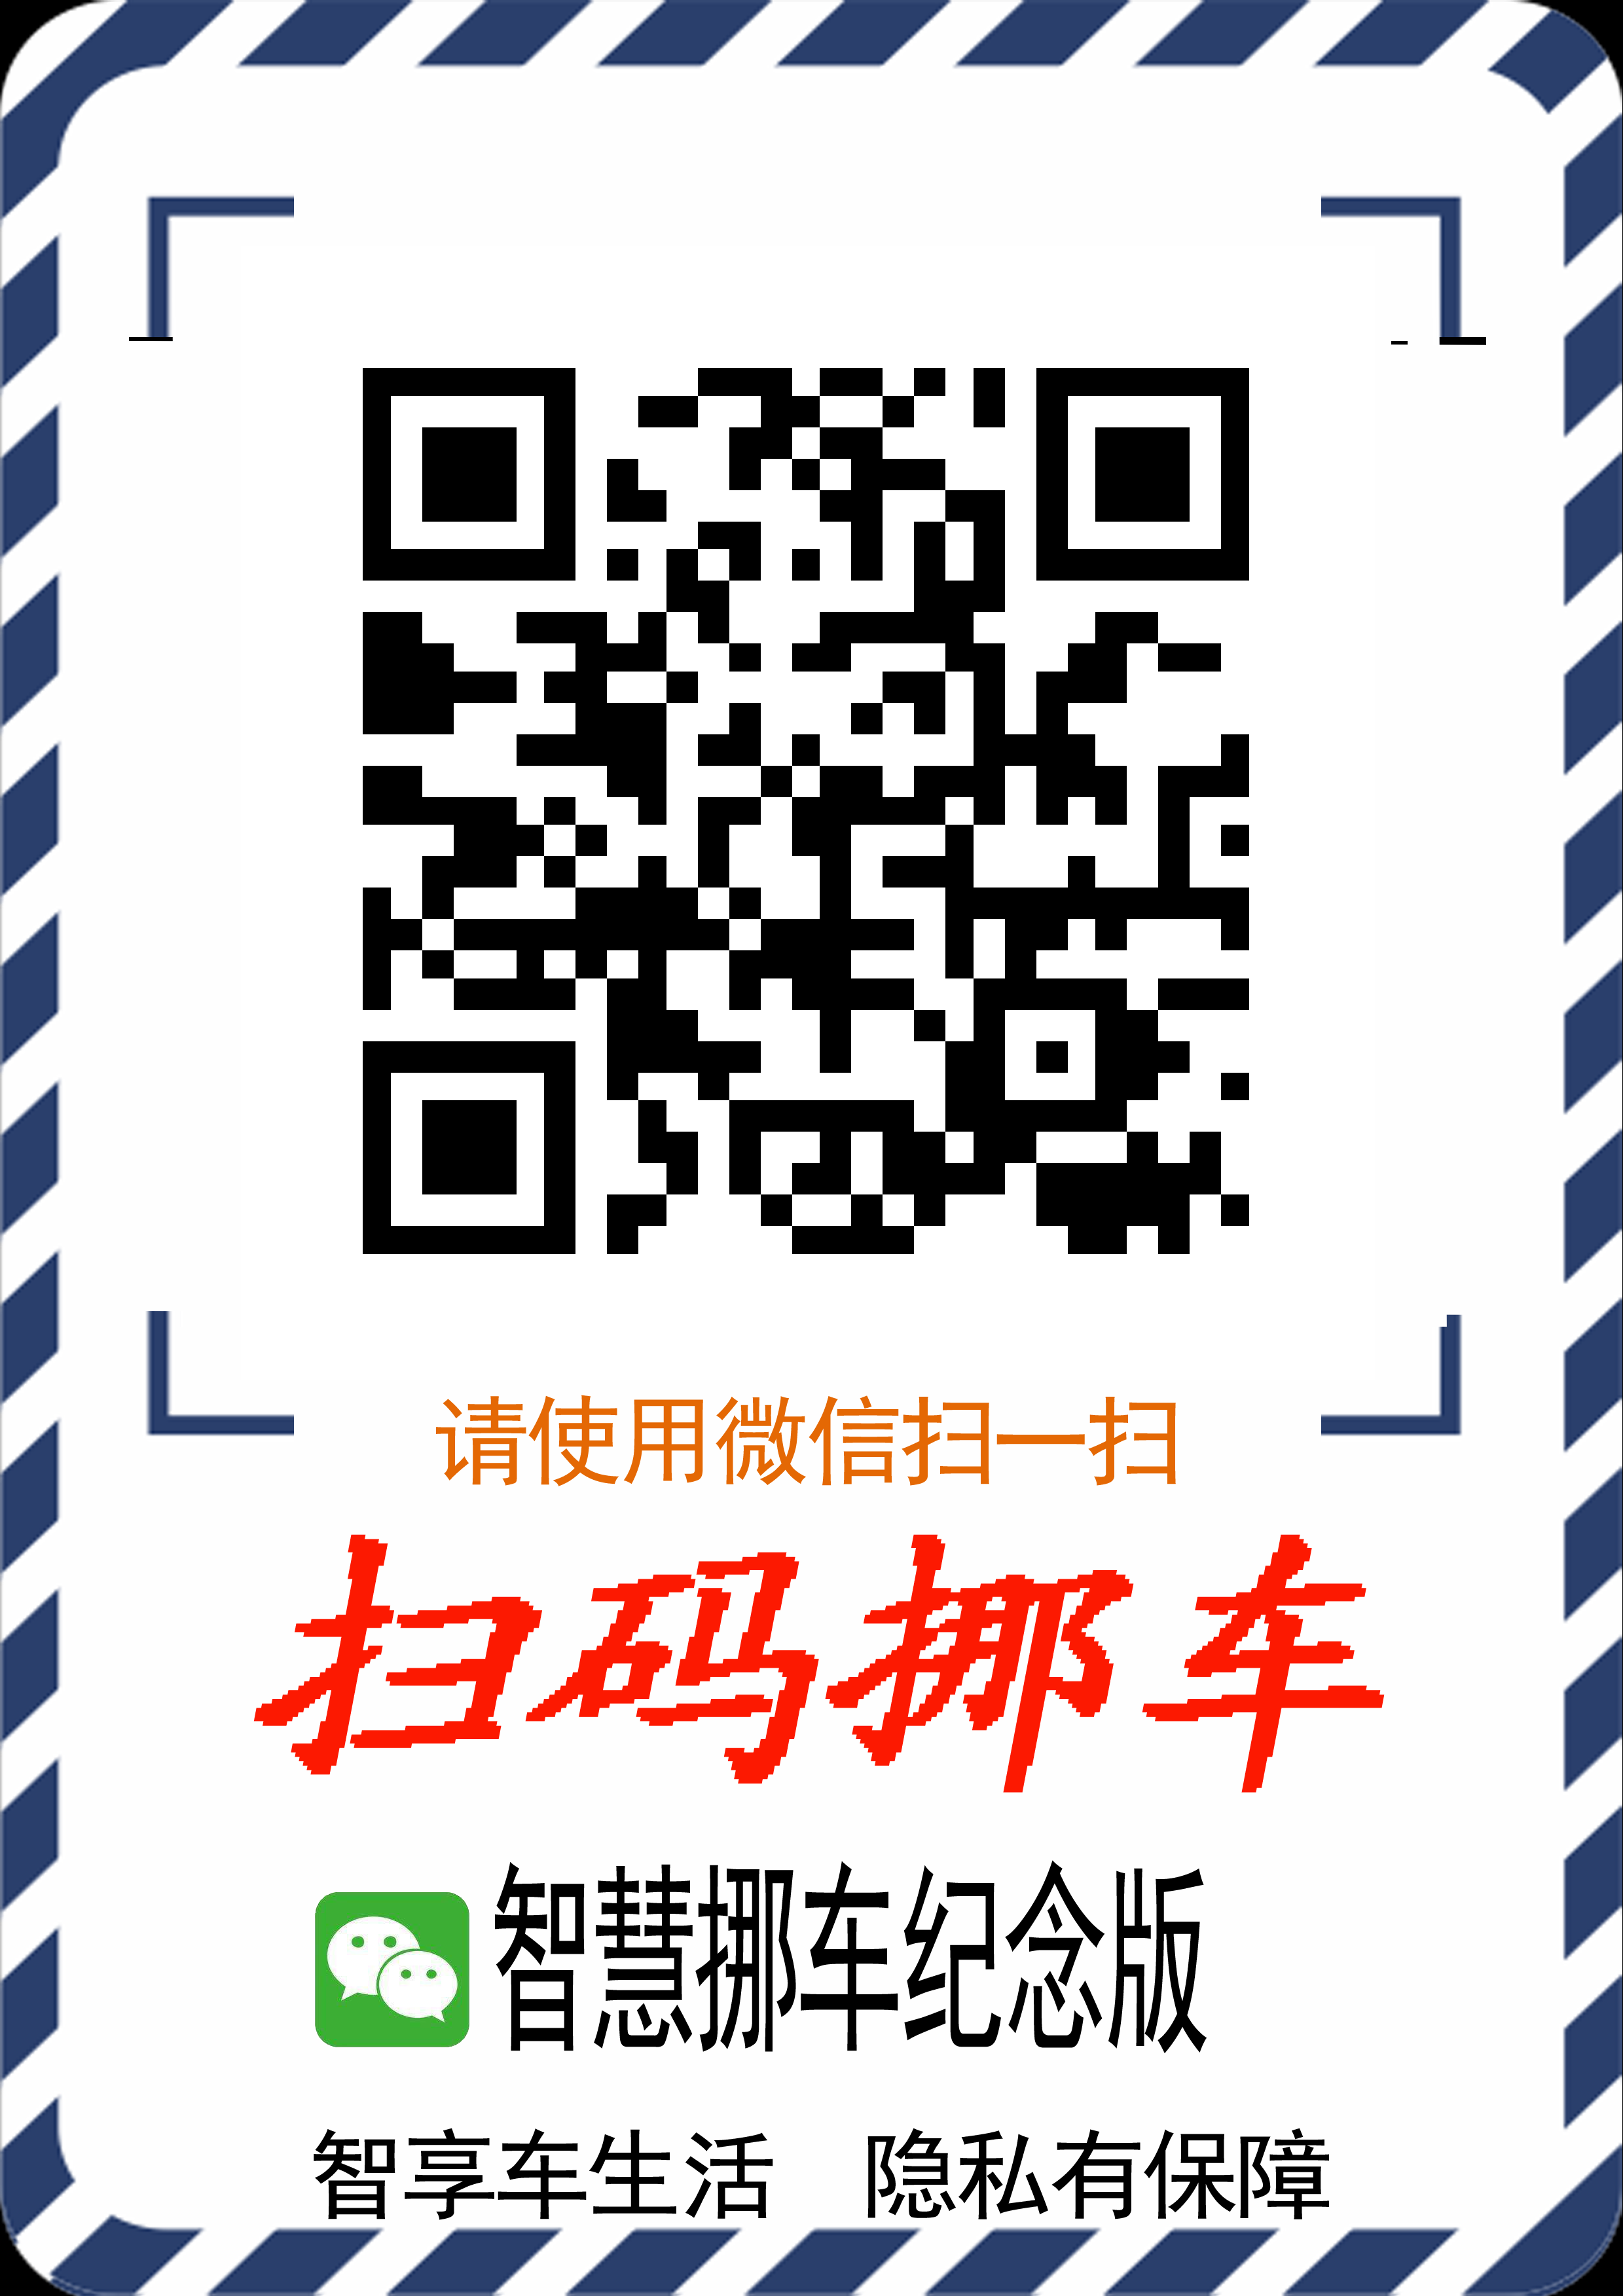 请使用微信扫一扫
扫码挪车
智慧挪车纪念版
智享车生活 隐私有保障